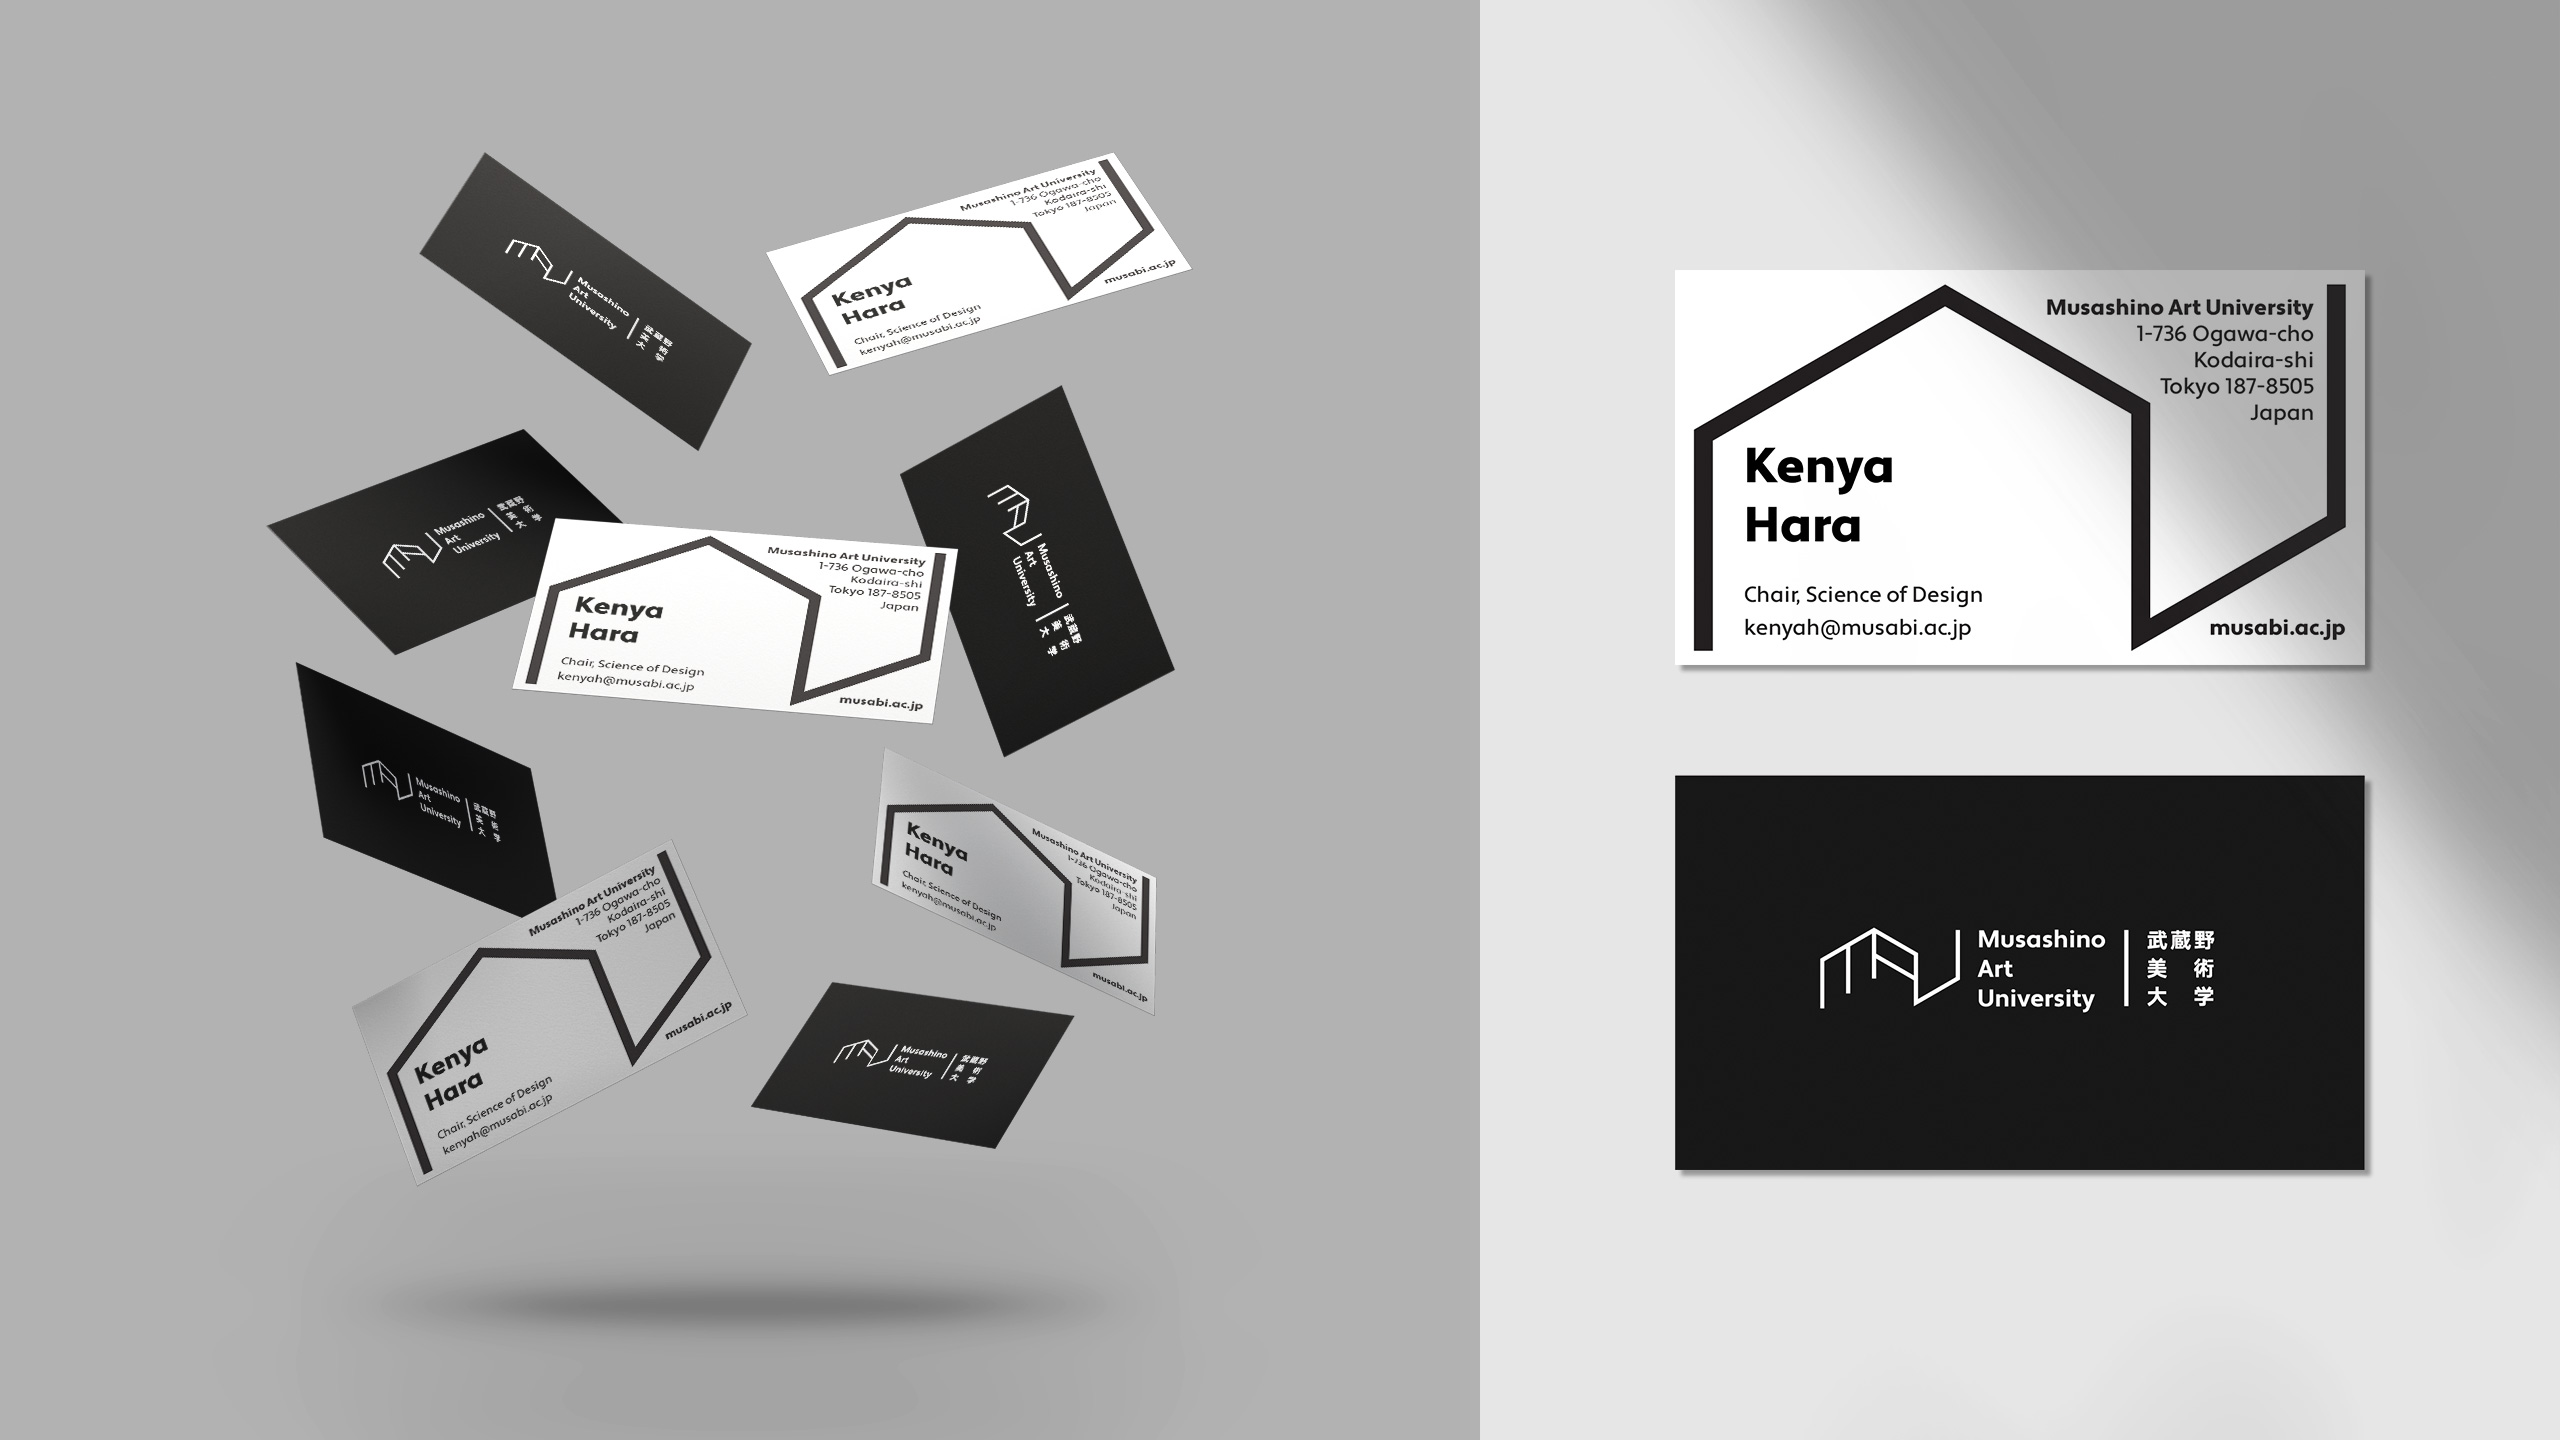 Musashino
Art
University
武蔵野
美 術
大 学
Musashino Art University
1-736 Ogawa-cho
Kodaira-shi
Tokyo 187-8505
Japan
Kenya
Hara
Chair, Science of Design
kenyah@musabi.ac.jp
musabi.ac.jp
Musashino
Art
University
武蔵野
美 術
大 学
Musashino Art University
1-736 Ogawa-cho
Kodaira-shi
Tokyo 187-8505
Japan
Kenya
Hara
Chair, Science of Design
kenyah@musabi.ac.jp
musabi.ac.jp
Musashino
Art
University
武蔵野
美 術
大 学
Musashino
Art
University
武蔵野
美 術
大 学
Musashino Art University
1-736 Ogawa-cho
Kodaira-shi
Tokyo 187-8505
Japan
Kenya
Hara
Chair, Science of Design
kenyah@musabi.ac.jp
musabi.ac.jp
Musashino Art University
1-736 Ogawa-cho
Kodaira-shi
Tokyo 187-8505
Japan
Kenya
Hara
Chair, Science of Design
kenyah@musabi.ac.jp
musabi.ac.jp
Musashino
Art
University
武蔵野
美 術
大 学
Musashino Art University
1-736 Ogawa-cho
Kodaira-shi
Tokyo 187-8505
Japan
Kenya
Hara
Chair, Science of Design
kenyah@musabi.ac.jp
musabi.ac.jp
Musashino
Art
University
武蔵野
美 術
大 学